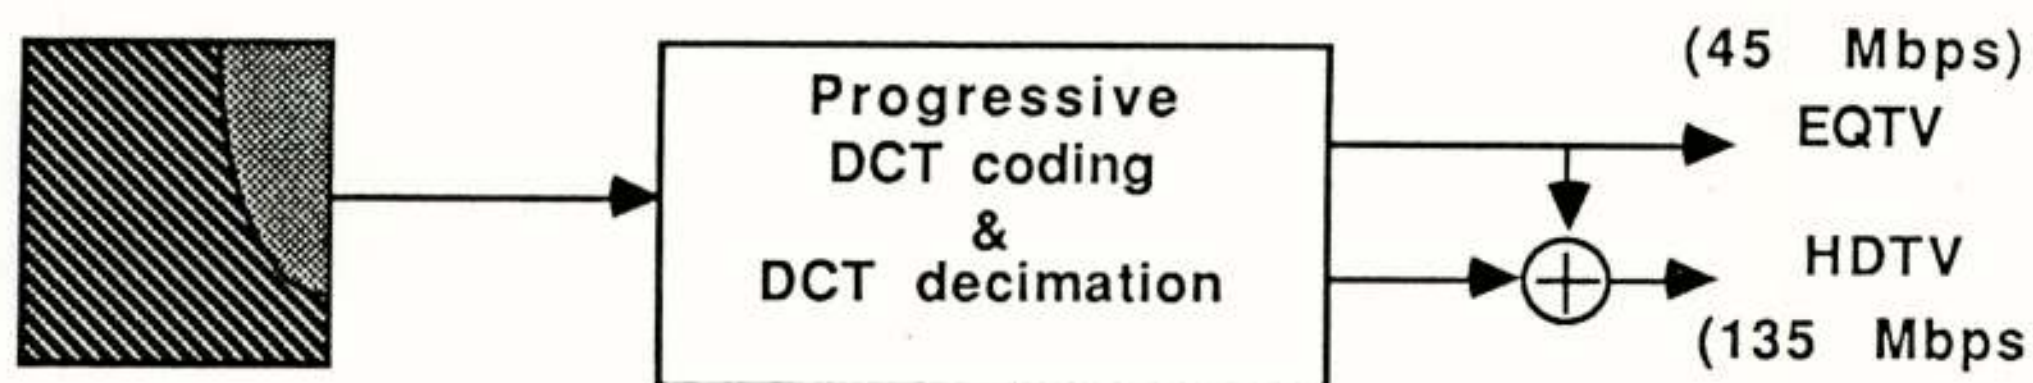 Progressive
DCT coding
&
DCT decimation
(45 Mbps)
EQTV
HDTV
(135 Mbps